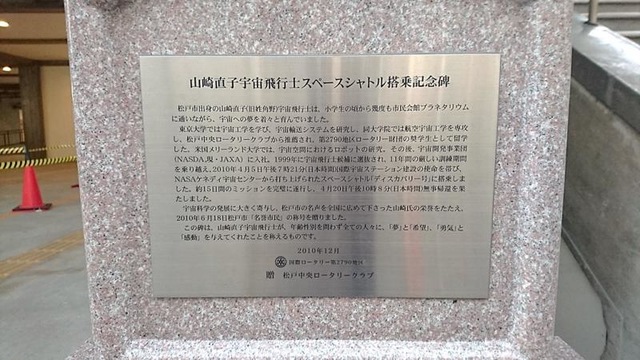 山崎直子宇宙飛行士スペースシャトル搭乗記念碑
松戸市出身の山崎直子(旧姓角野)宇宙飛行士は、小学生の頃から幾度も市民会館プラネタリウム
に通いながら、宇宙への夢を着々と育んでいました。
東京大学では宇宙工学を学び、宇宙輸送システムを研究し、同大学院では航空宇宙工学を専攻
し、松戸中央ロータリークラブから推薦され、第2790地区ロータリー財団の奨学生として留学
した。米国メリーランド大学では、宇宙空間におけるロボットの研究。その後、宇宙開発事業団
(NASDA,現・JAXA)に入社。1999年に宇宙飛行士候補に選抜され、11年間の厳しい訓練期間
を乗り越え、2010年4月5日午後7時21分(日本時間)国際宇宙ステーション建設の使命を帯び、
NASAケネディ宇宙センターから打ち上げられたスペースシャトル「ディスカバリー号」に搭乗しま
した。約15日間のミッションを完璧に遂行し、4月20日午後10時8分(日本時間)無事帰還を果
たしました。
宇宙科学の発展に大きく寄与し、松戸市の名声を全国に広めて下さった山崎氏の栄誉をたたえ、
2010年6月18日松戸市「名誉市民」の称号を贈りました。
この碑は、山崎直子宇宙飛行士が、年齢性別を問わず全ての人々に、「夢」と「希望」、「勇気」と
「感動」を与えてくれたことを称えるものです。
2010年12月
国際ロータリー第2790地区
贈 松戸中央ロータリークラブ